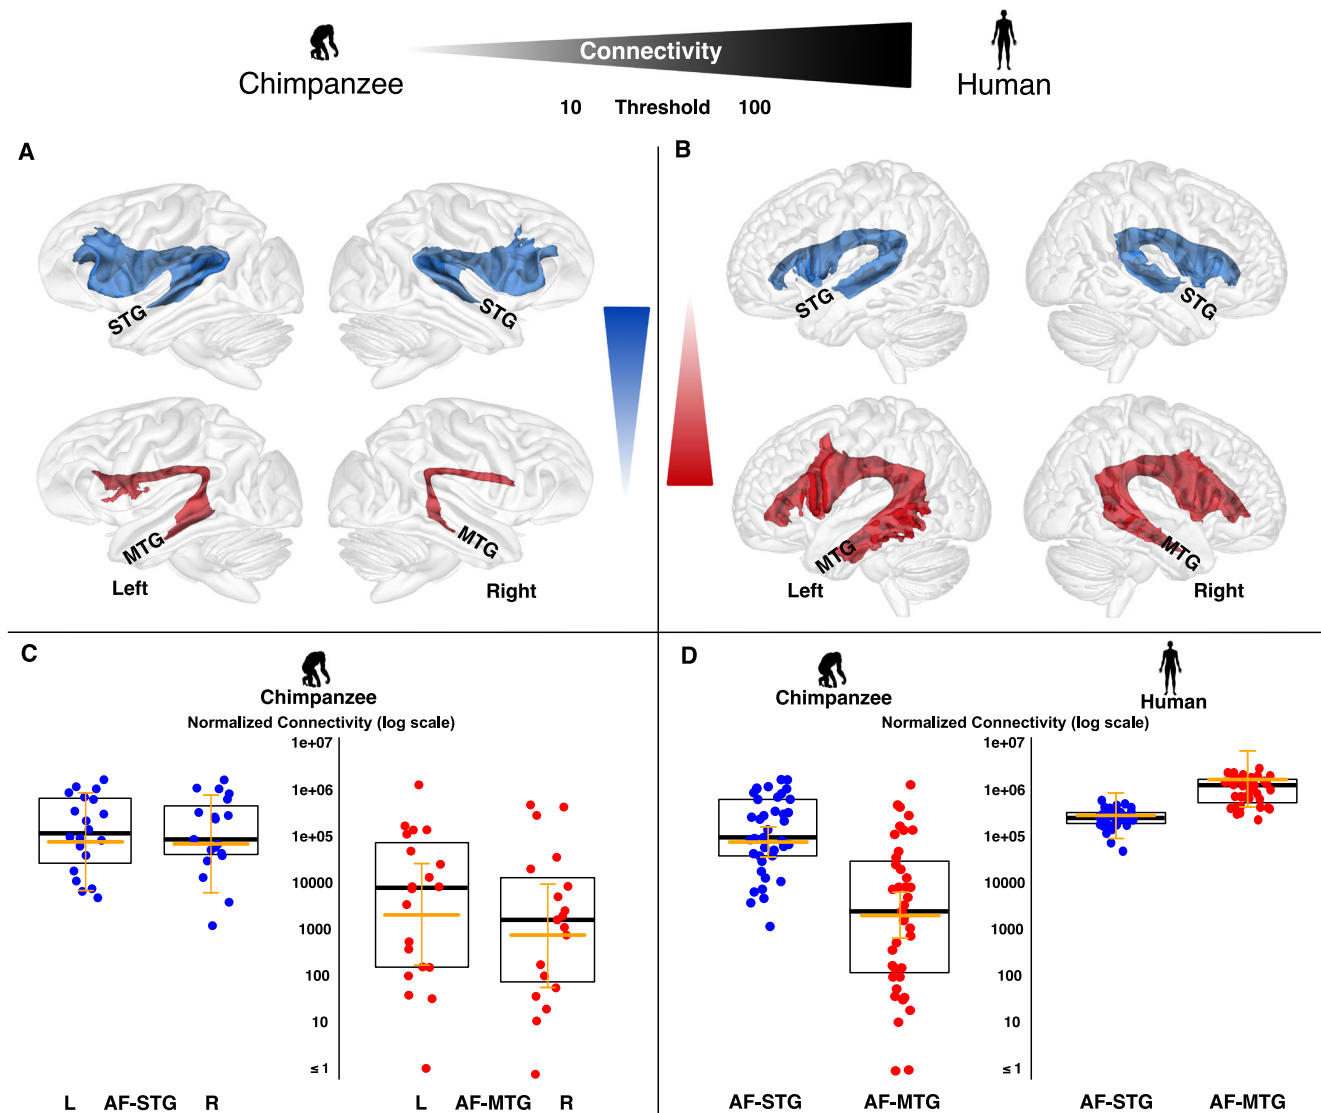 Connectivity
Chimpanzee
Human
10 Threshold 100
A
STG
STG
MTG
MTG
Left
Right
B
STG
STG
MTG
MTG
Left
Right
C
Chimpanzee
Normalized Connectivity (log scale)
1e+07
1e+06
1e+05
10000
1000
100
10
≤ 1
L AF-STG R
L AF-MTG R
D
Chimpanzee
Human
Normalized Connectivity (log scale)
1e+07
1e+06
1e+05
10000
1000
100
10
≤ 1
AF-STG AF-MTG
AF-STG AF-MTG